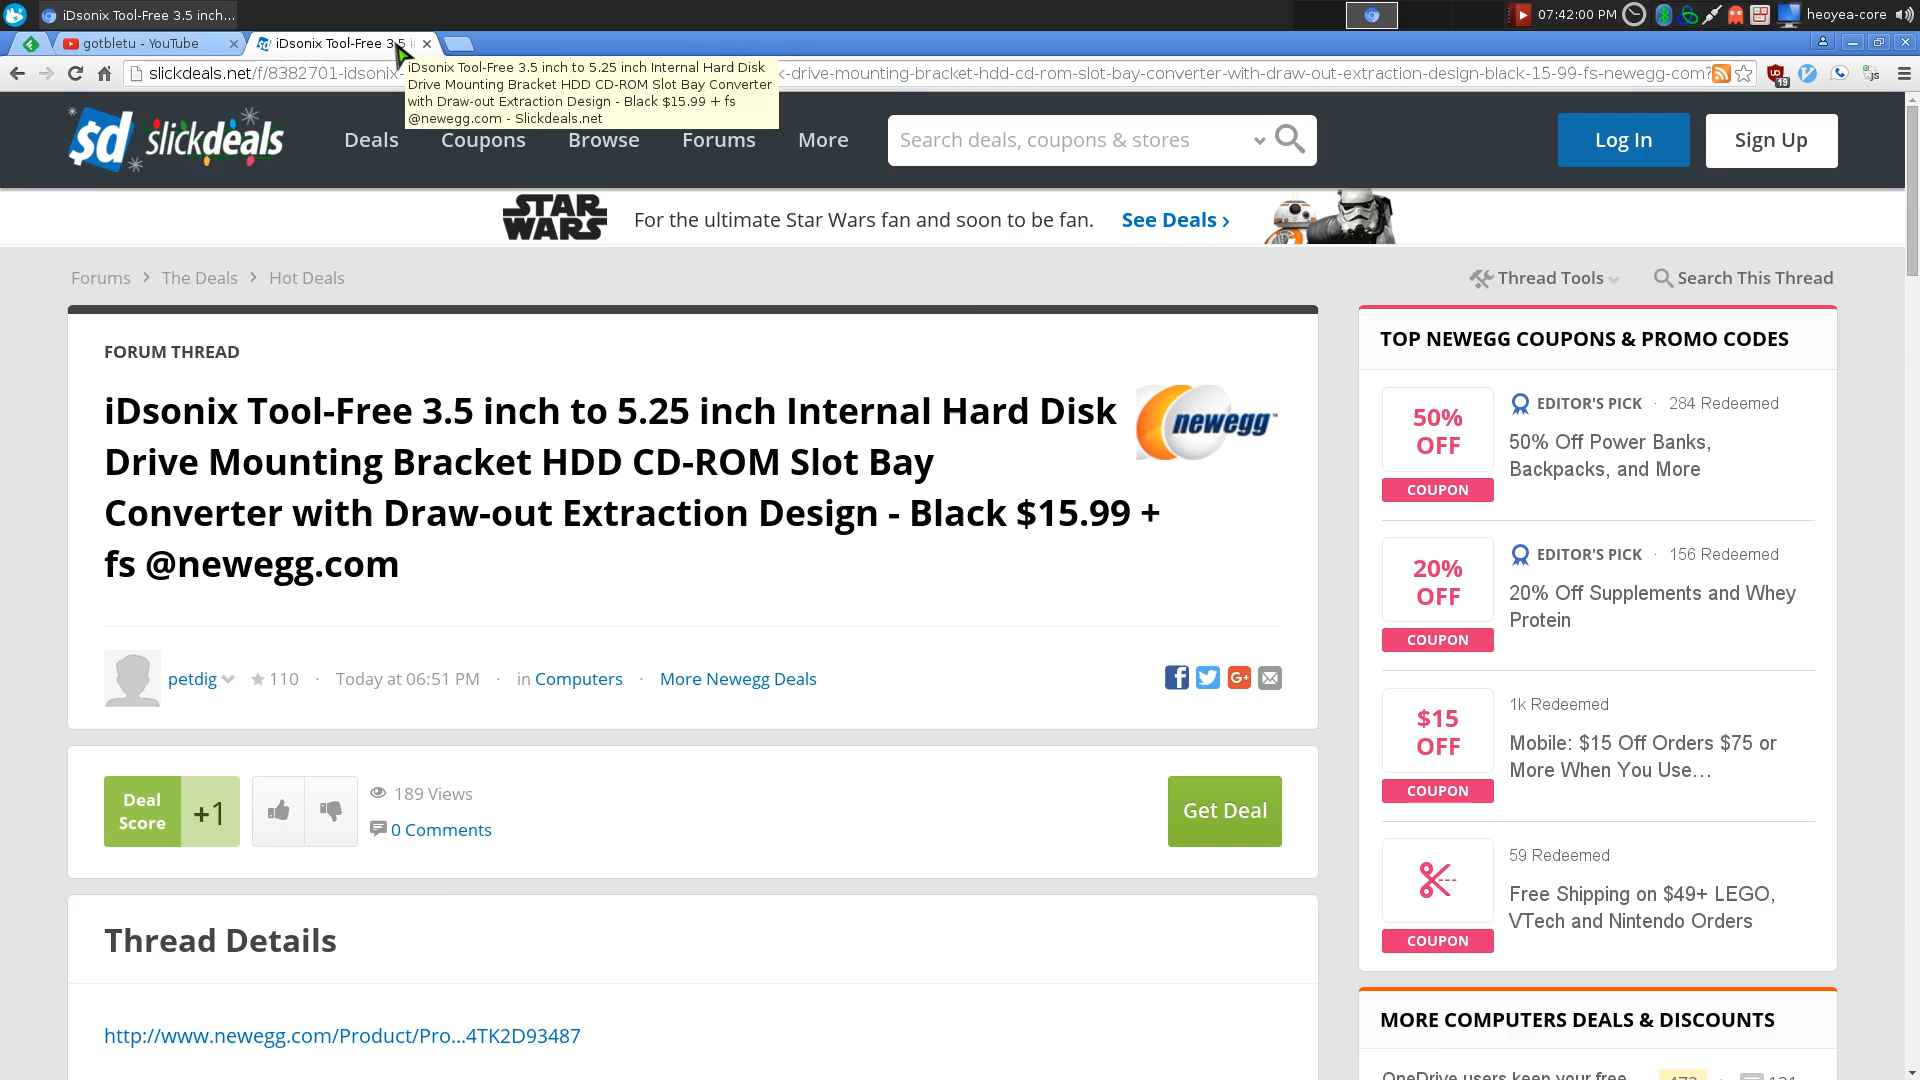 iDsonix Tool-Free 3.5 inch...
07:42:00 PM
heoyea-core
gotbletu - YouTube
iDsonix Tool-Free 3.5
slickdeals.net/f/8382701-idsonix-
k-drive-mounting-bracket-hdd-cd-rom-slot-bay-converter-with-draw-out-extraction-design-black-15-99-fs-newegg-com?
19
iDsonix Tool-Free 3.5 inch to 5.25 inch Internal Hard Disk
Drive Mounting Bracket HDD CD-ROM Slot Bay Converter
with Draw-out Extraction Design - Black $15.99 + fs
@newegg.com - Slickdeals.net
sd slickdeals
Deals
Coupons
Browse
Forums
More
Search deals, coupons & stores
Log In
Sign Up
STAR
WARS
For the ultimate Star Wars fan and soon to be fan.
See Deals ›
Forums > The Deals > Hot Deals
Thread Tools
Search This Thread
FORUM THREAD
iDsonix Tool-Free 3.5 inch to 5.25 inch Internal Hard Disk
Drive Mounting Bracket HDD CD-ROM Slot Bay
Converter with Draw-out Extraction Design - Black $15.99 +
fs @newegg.com
newegg™
petdig
110 · Today at 06:51 PM · in Computers · More Newegg Deals
Deal
Score
+1
189 Views
0 Comments
Get Deal
Thread Details
http://www.newegg.com/Product/Pro...4TK2D93487
TOP NEWEGG COUPONS & PROMO CODES
50%
OFF
COUPON
EDITOR'S PICK · 284 Redeemed
50% Off Power Banks,
Backpacks, and More
20%
OFF
COUPON
EDITOR'S PICK · 156 Redeemed
20% Off Supplements and Whey
Protein
$15
OFF
COUPON
1k Redeemed
Mobile: $15 Off Orders $75 or
More When You Use...
COUPON
59 Redeemed
Free Shipping on $49+ LEGO,
VTech and Nintendo Orders
MORE COMPUTERS DEALS & DISCOUNTS
OneDrive users keep your free